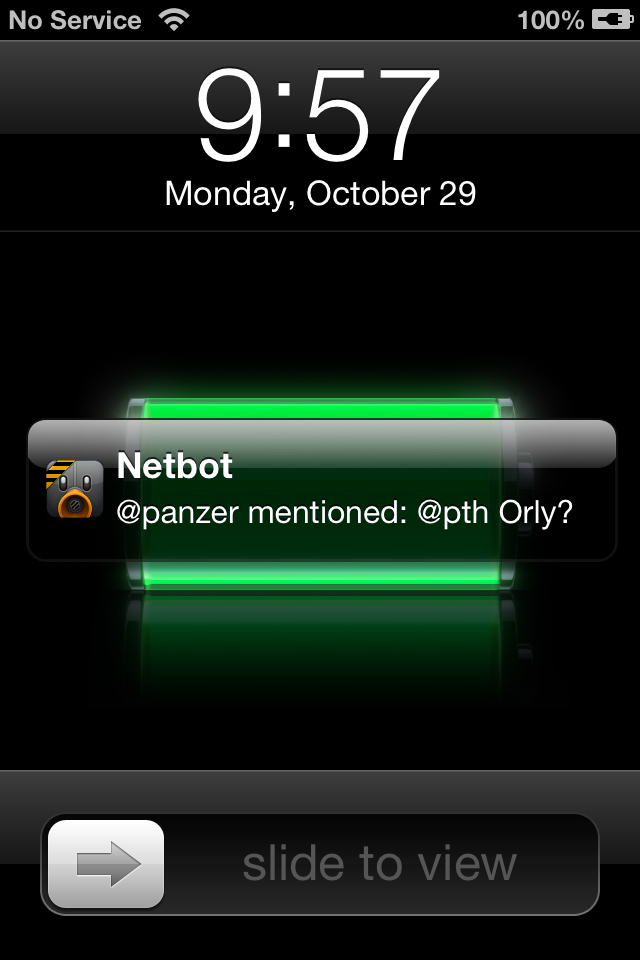 No Service 100%
9:57
Monday, October 29
Netbot
@panzer mentioned: @pth Orly?
slide to view